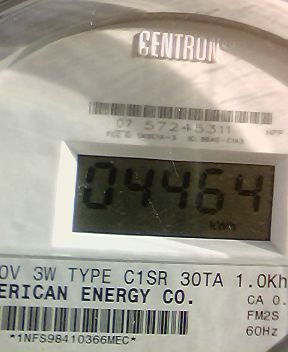 CENTRON®
07 57245311
04464
kWh
0V 3W TYPE C1SR 30TA 1.0Kh
ERICAN ENERGY CO. CA 0.
FM2S
60Hz
*1NFS98410366MEC*